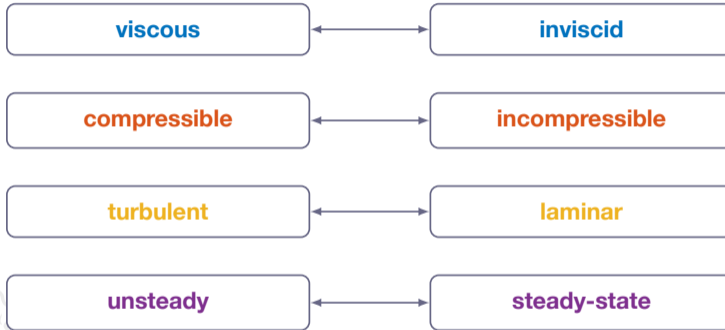 viscous inviscid
compressible incompressible
turbulent laminar
unsteady steady-state